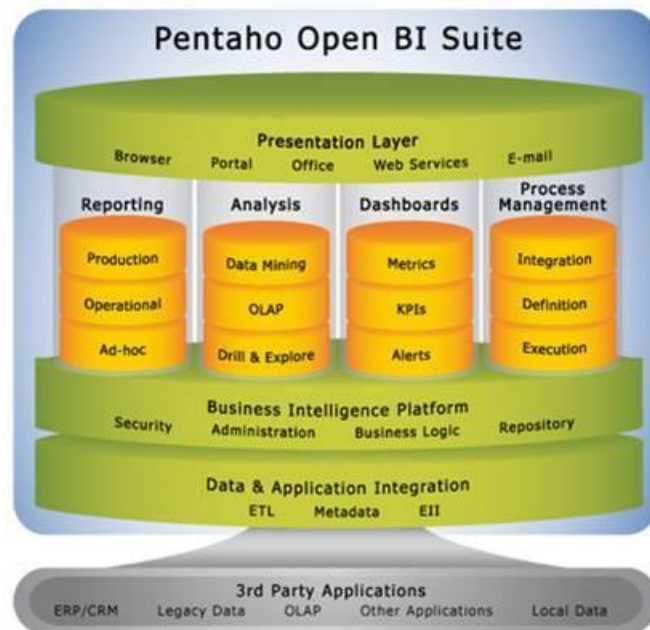 Pentaho Open BI Suite
Presentation Layer
Browser Portal Office Web Services E-mail
Reporting Analysis Dashboards Process Management
Production Data Mining Metrics Integration
Operational OLAP KPIs Definition
Ad-hoc Drill & Explore Alerts Execution
Business Intelligence Platform
Security Administration Business Logic Repository
Data & Application Integration
ETL Metadata EII
3rd Party Applications
ERP/CRM Legacy Data OLAP Other Applications Local Data